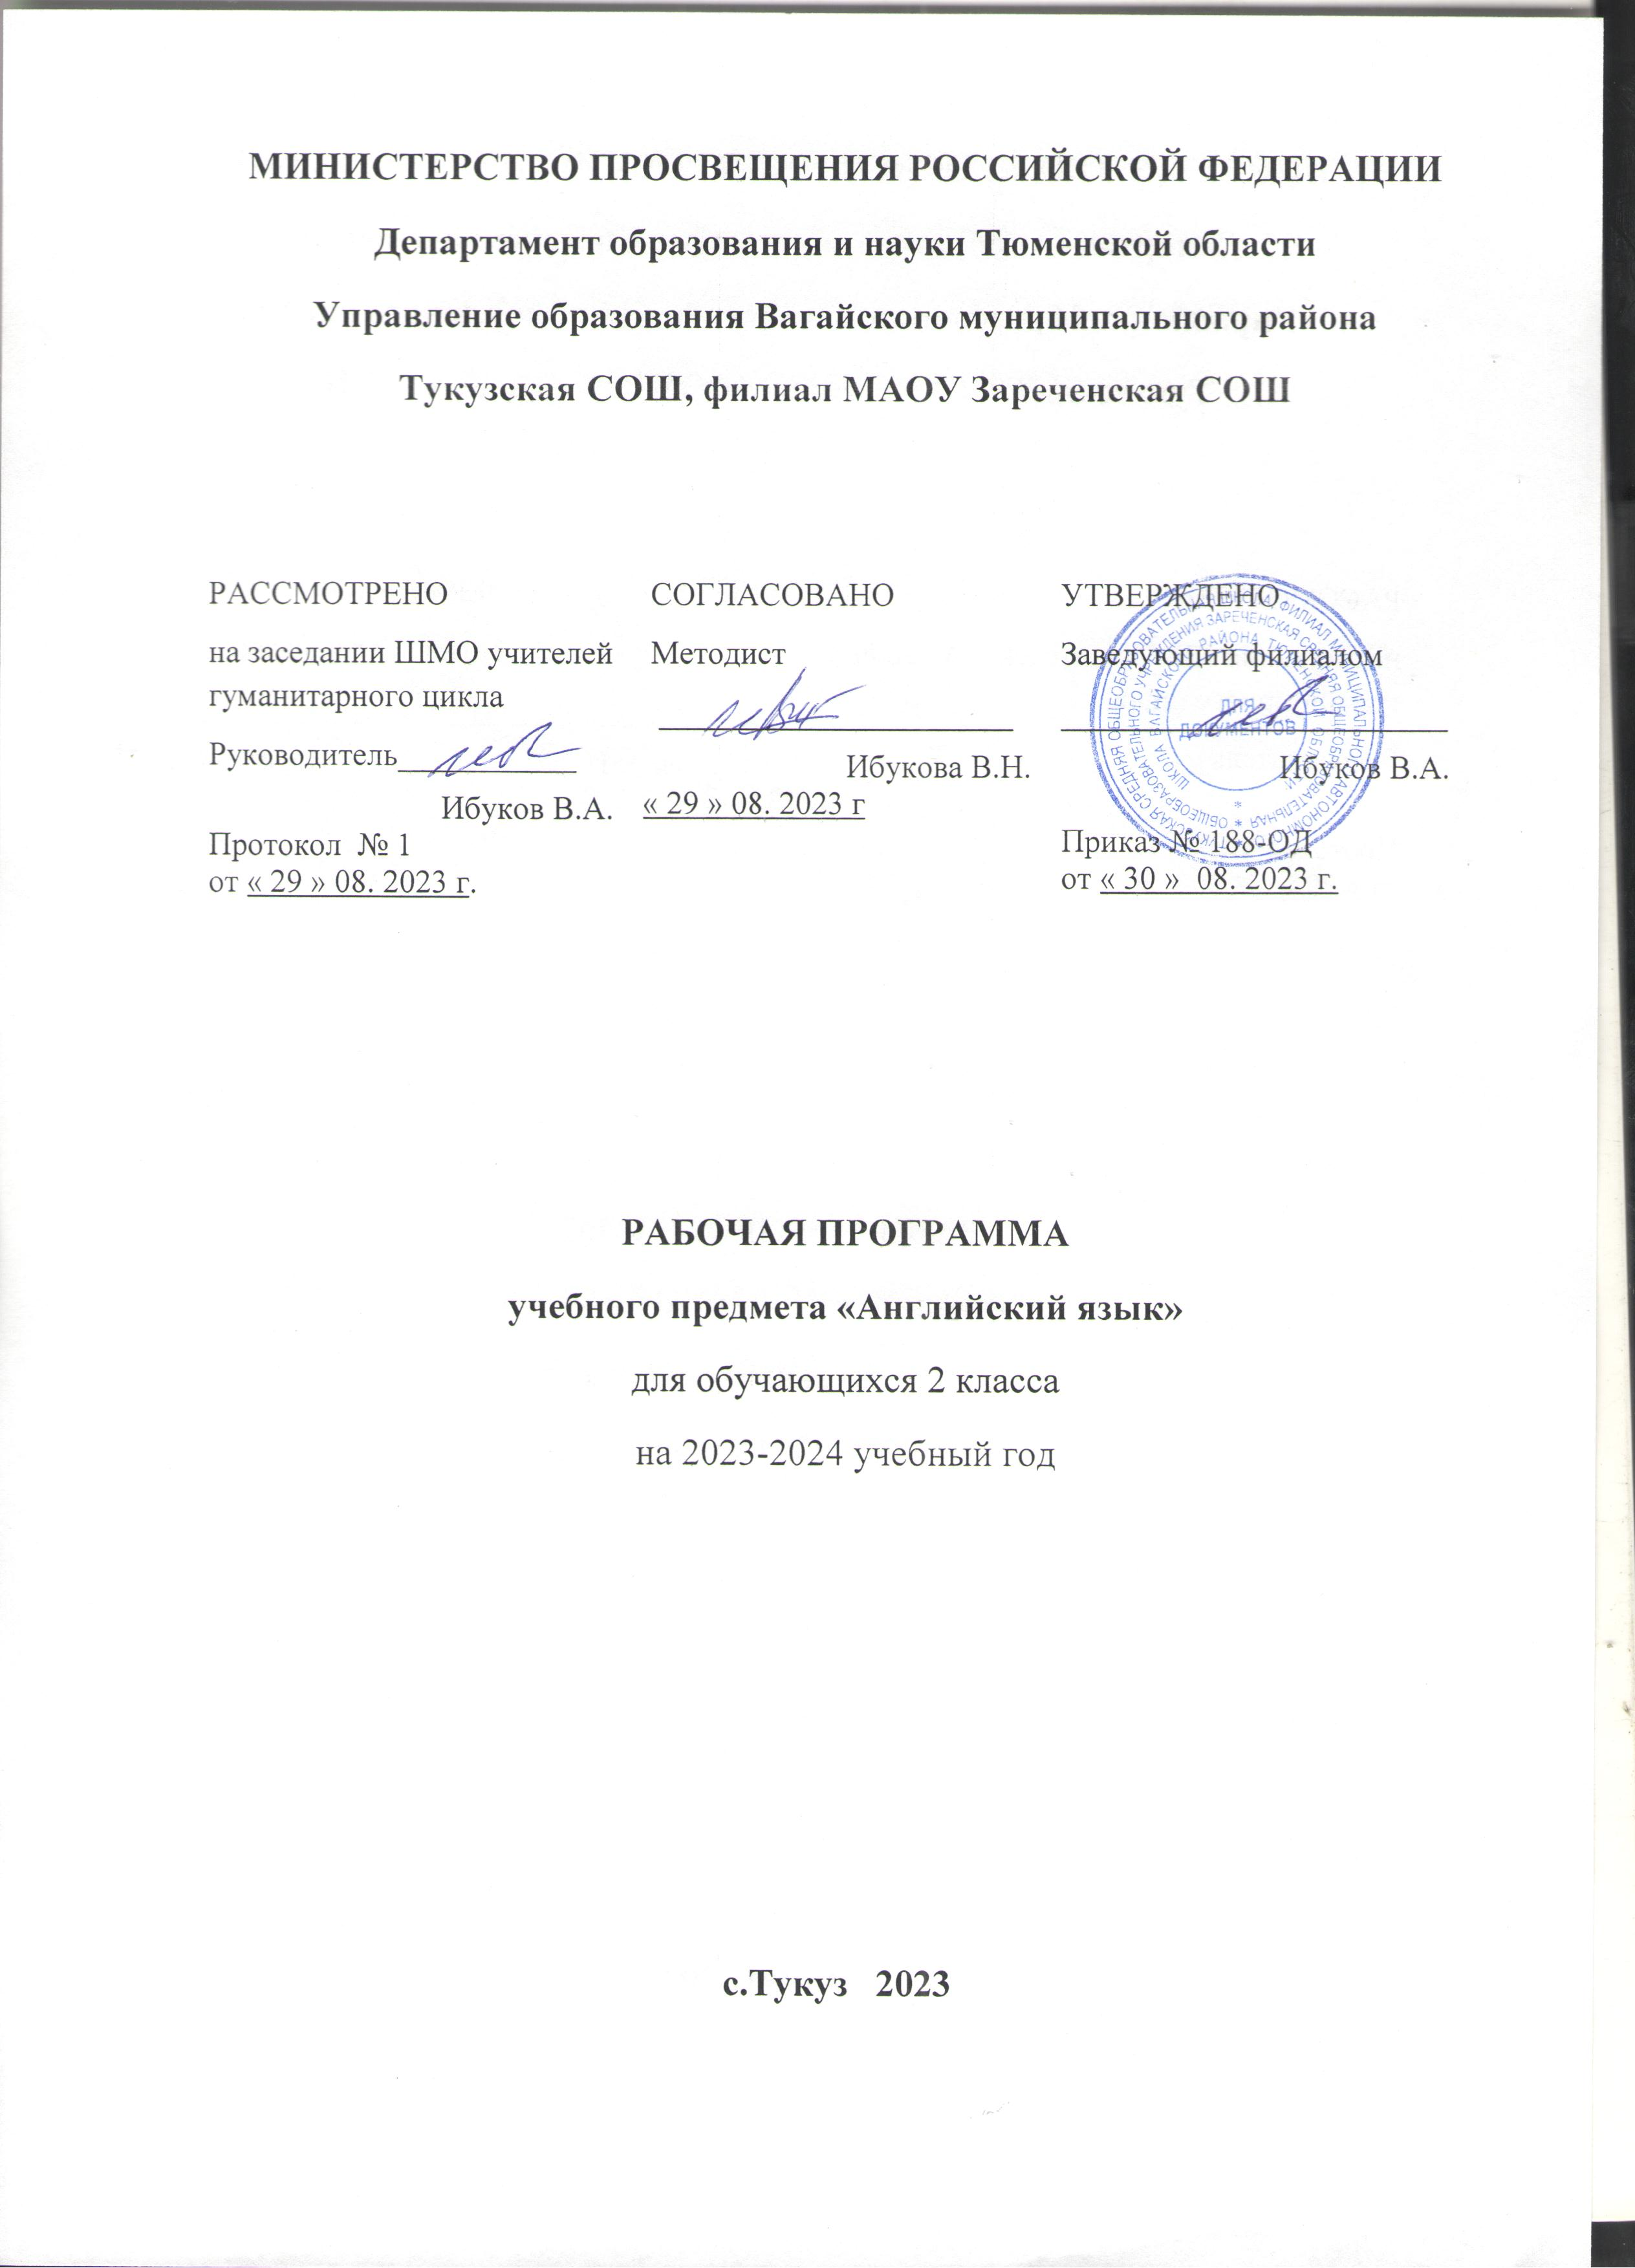 МИНИСТЕРСТВО ПРОСВЕЩЕНИЯ РОССИЙСКОЙ ФЕДЕРАЦИИ
Департамент образования и науки Тюменской области
Управление образования Вагайского муниципального района
Тукузская СОШ, филиал МАОУ Зареченская СОШ
РАССМОТРЕНО
на заседании ШМО учителей
гуманитарного цикла
Руководитель
Ибуков В.А.
Протокол № 1
от « 29 » 08. 2023 г.
СОГЛАСОВАНО
Методист
Ибукова В.Н.
« 29 » 08. 2023 г
УТВЕРЖДЕНО
Заведующий филиалом
Ибуков В.А.
Приказ № 188-ОД
от « 30 » 08. 2023 г.
ДЛЯ
ДОКУМЕНТОВ
РАБОЧАЯ ПРОГРАММА
учебного предмета «Английский язык»
для обучающихся 2 класса
на 2023-2024 учебный год
с.Тукуз 2023